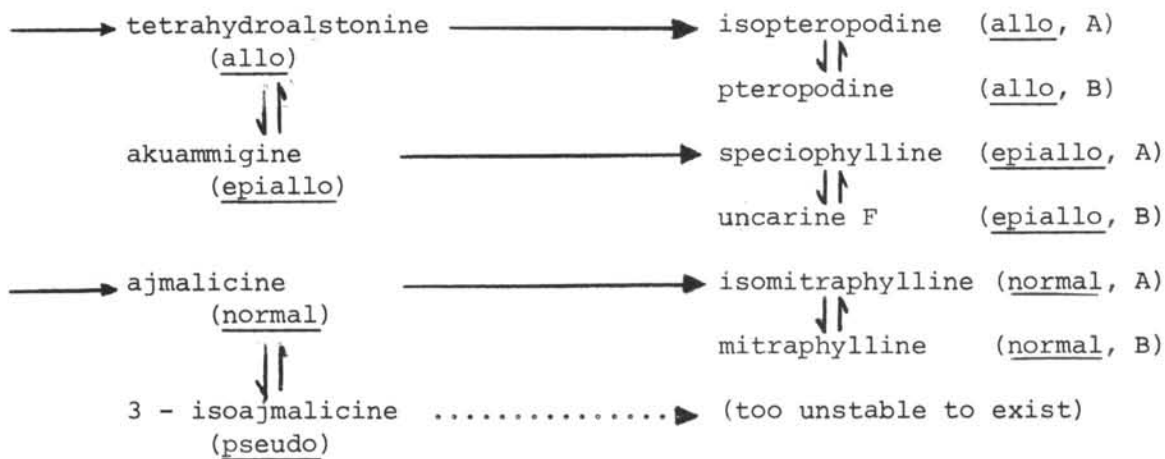 tetrahydroalstonine isopteropodine (allo, A)
(allo)
pteropodine (allo, B)
akuammigine speciophylline (epiallo, A)
(epiallo)
uncarine F (epiallo, B)
ajmalicine isomitraphylline (normal, A)
(normal)
mitraphylline (normal, B)
3 - isoajmalicine (too unstable to exist)
(pseudo)